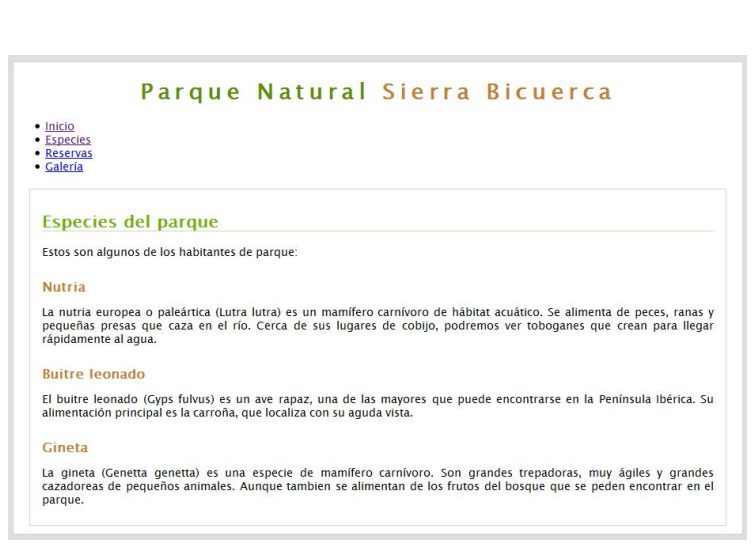 Parque Natural Sierra Bicuerca
Inicio
Especies
Reservas
Galería
Especies del parque
Estos son algunos de los habitantes de parque:
Nutria
La nutria europea o paleártica (Lutra lutra) es un mamífero carnívoro de hábitat acuático. Se alimenta de peces, ranas y
pequeñas presas que caza en el río. Cerca de sus lugares de cobijo, podremos ver toboganes que crean para llegar
rápidamente al agua.
Buitre leonado
El buitre leonado (Gyps fulvus) es un ave rapaz, una de las mayores que puede encontrarse en la Península Ibérica. Su
alimentación principal es la carroña, que localiza con su aguda vista.
Gineta
La gineta (Genetta genetta) es una especie de mamífero carnívoro. Son grandes trepadoras, muy ágiles y grandes
cazadoreas de pequeños animales. Aunque tambien se alimentan de los frutos del bosque que se peden encontrar en el
parque.